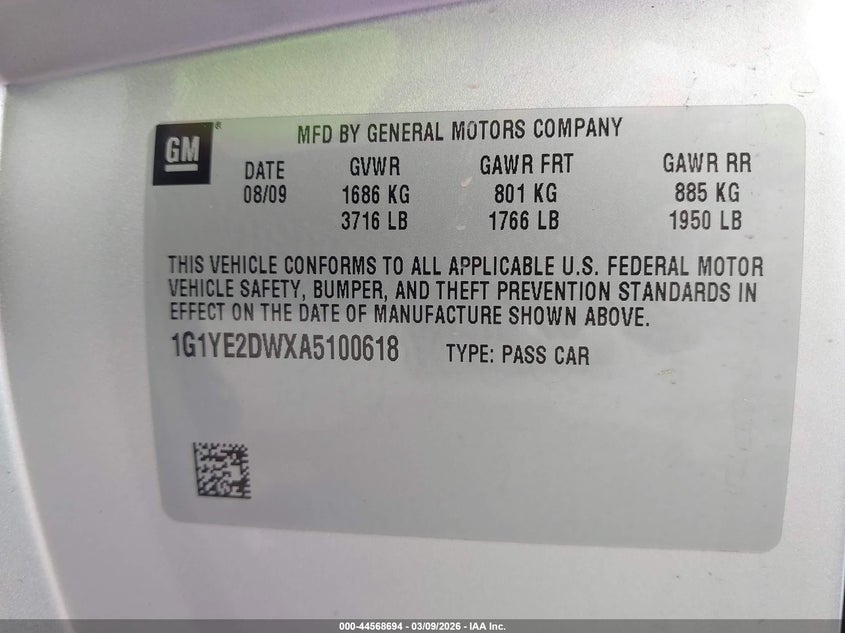 GM®
MFD BY GENERAL MOTORS COMPANY
DATE GVWR GAWR FRT GAWR RR
08/09 1686 KG 801 KG 885 KG
3716 LB 1766 LB 1950 LB
THIS VEHICLE CONFORMS TO ALL APPLICABLE U.S. FEDERAL MOTOR
VEHICLE SAFETY, BUMPER, AND THEFT PREVENTION STANDARDS IN
EFFECT ON THE DATE OF MANUFACTURE SHOWN ABOVE.
1G1YE2DWXA5100618 TYPE: PASS CAR
000-44568694 - 03/09/2026 - IAA Inc.